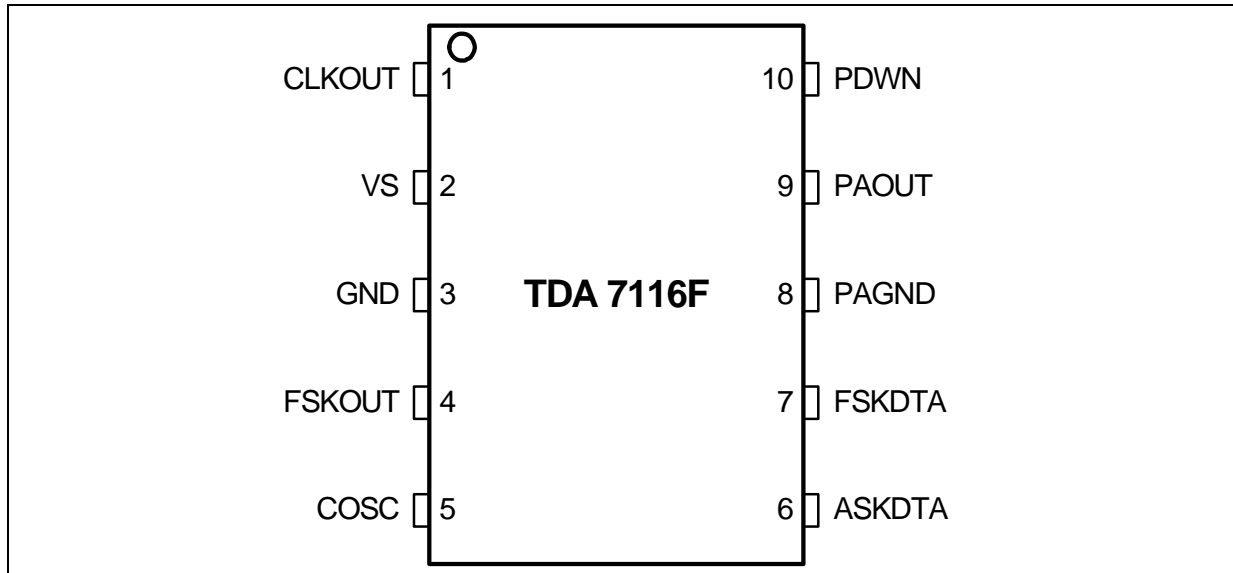 CLKOUT 1 10 PDWN
VS 2 9 PAOUT
GND 3 TDA 7116F 8 PAGND
FSKOUT 4 7 FSKDTA
COSC 5 6 ASKDTA